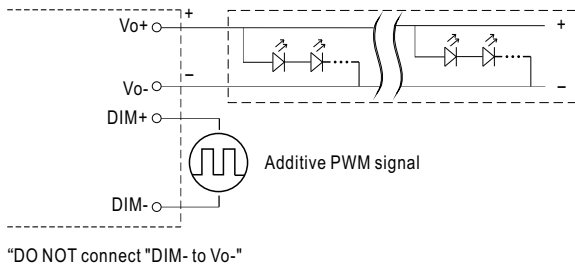 Vo+
+
+
Vo-
–
–
DIM+
Additive PWM signal
DIM-
“DO NOT connect "DIM- to Vo-"